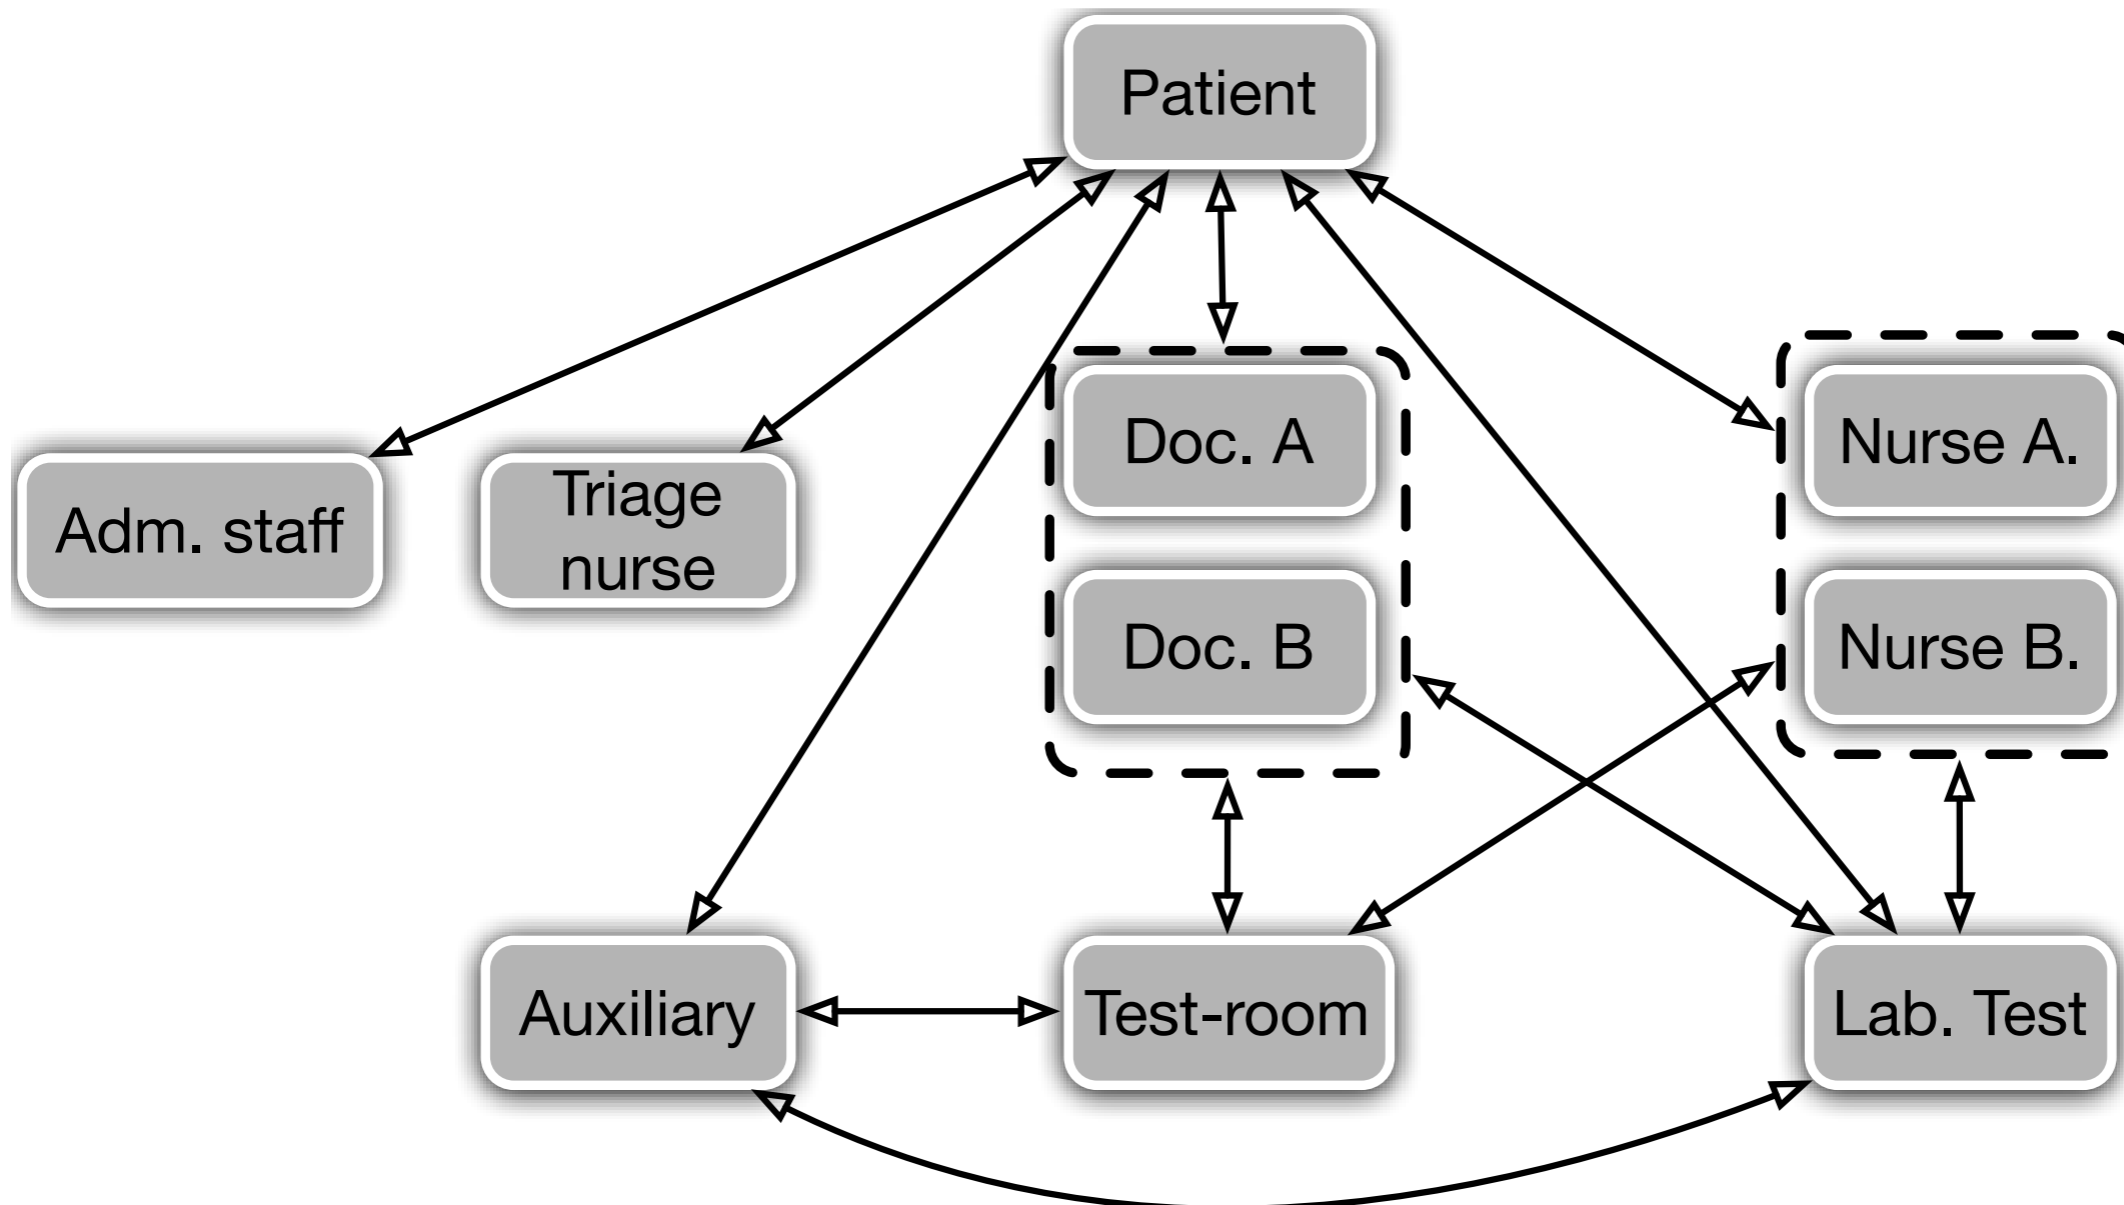 Patient
Doc. A
Nurse A.
Adm. staff
Triage
nurse
Doc. B
Nurse B.
Auxiliary
Test-room
Lab. Test